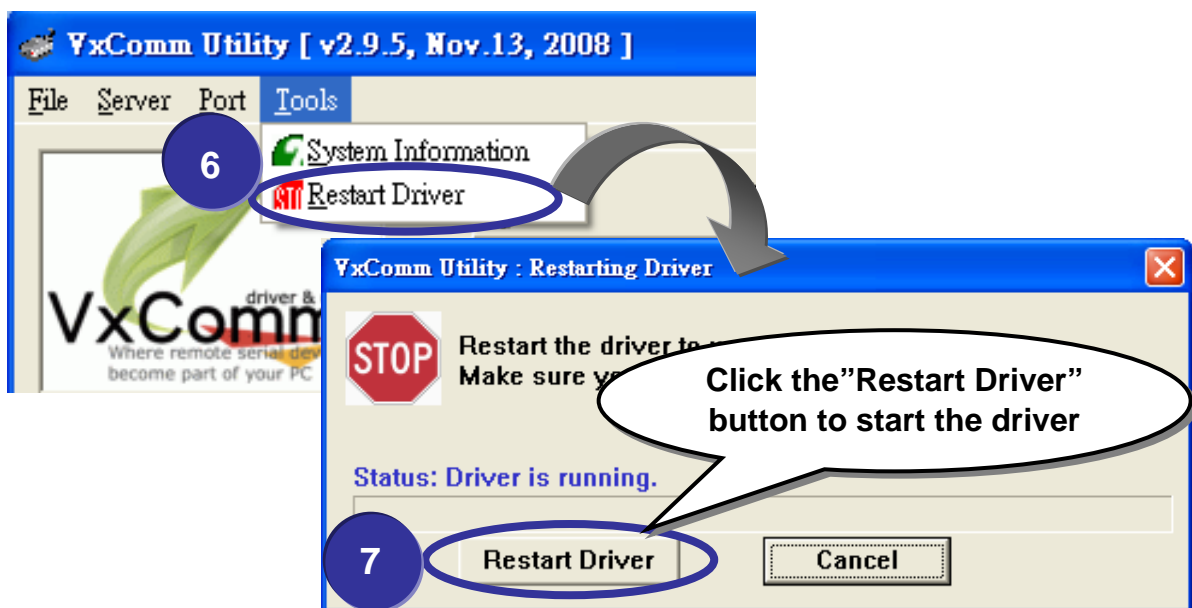 VxComm Utility [ v2.9.5, Nov.13, 2008 ]
File Server Port Tools
6
System Information
Restart Driver
driver &
VxComm
Where remote serial dev
become part of your PC
VxComm Utility : Restarting Driver
STOP
Restart the driver to
Make sure
Click the”Restart Driver”
button to start the driver
Status: Driver is running.
7
Restart Driver
Cancel